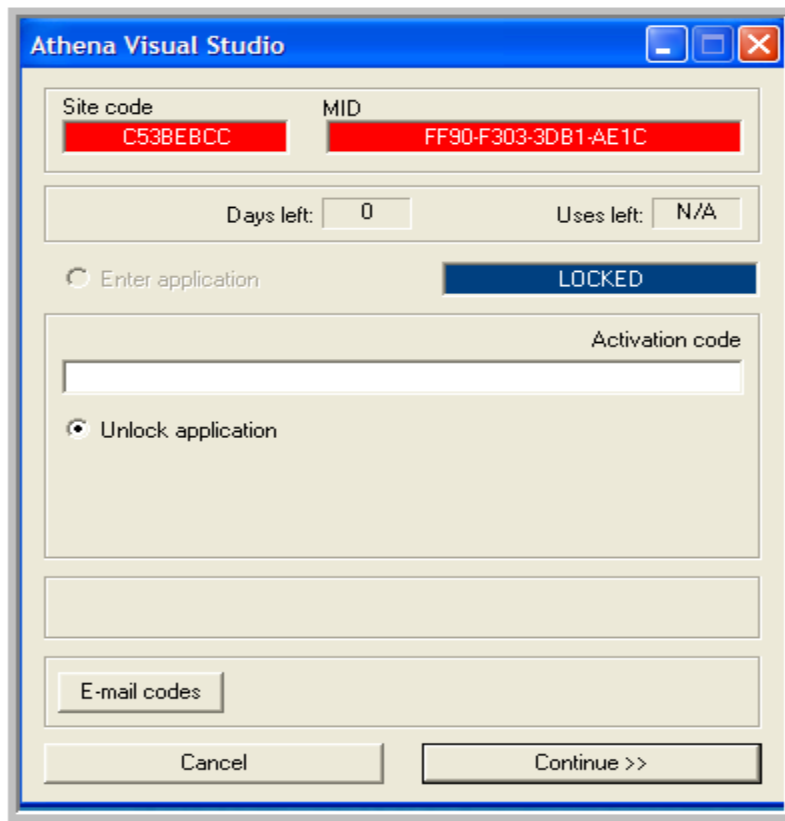 Athena Visual Studio
Site code MID
C53BEBCC FF90-F303-3DB1-AE1C
Days left: 0 Uses left: N/A
Enter application LOCKED
Activation code
Unlock application
E-mail codes
Cancel Continue >>